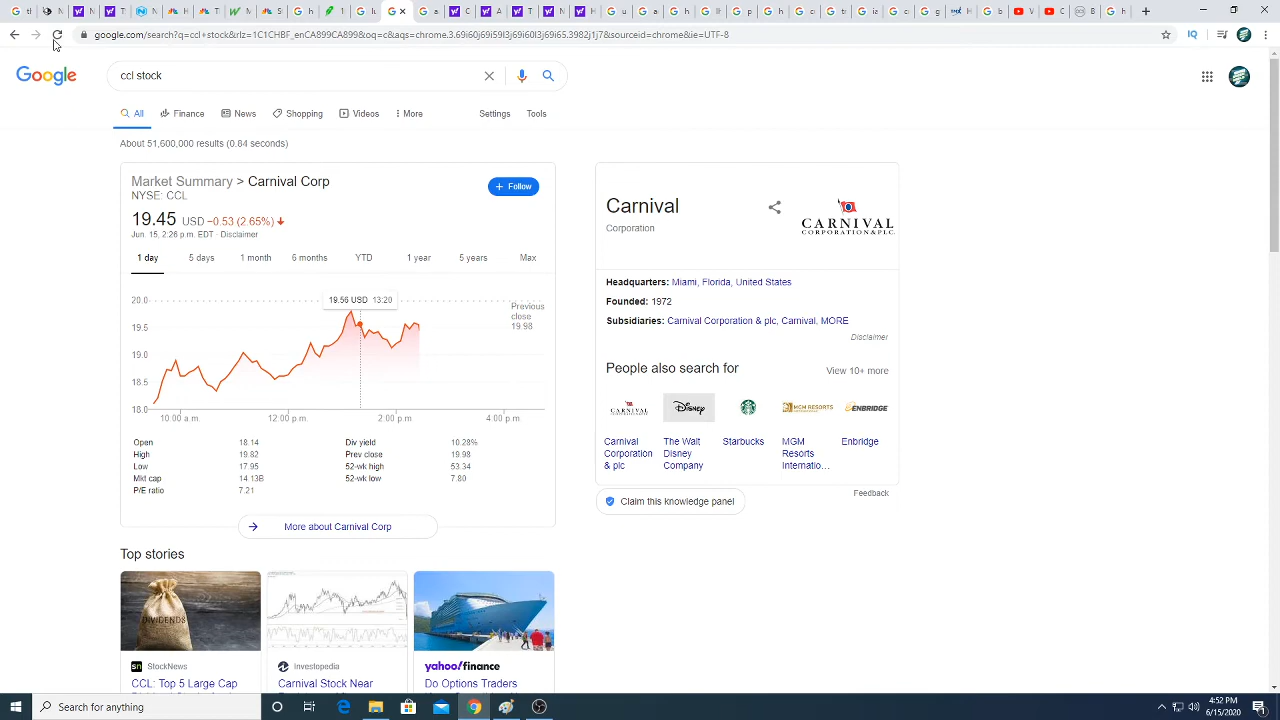 google.com/search?q=ccl+stock&rlz=1C1CHBF_enCA899CA899&oq=c&aqs=chrome.3.69i60j69i59l3j69i60l3j69i65.3982j1j7&sourceid=chrome&ie=UTF-8
Google
ccl stock
All
Finance
News
Shopping
Videos
More
Settings
Tools
About 51,600,000 results (0.84 seconds)
Market Summary > Carnival Corp
NYSE: CCL
+ Follow
19.45 USD −0.53 (2.65%)
Jun. 15, 2:26 p.m. EDT · Disclaimer
1 day
5 days
1 month
6 months
YTD
1 year
5 years
Max
19.56 USD 13:20
20.0
19.5
19.0
18.5
18.0
Previous
close
19.98
10:00 a.m.
12:00 p.m.
2:00 p.m.
4:00 p.m.
Open 18.14 Div yield 10.28%
High 19.82 Prev close 19.98
Low 17.95 52-wk high 53.34
Mkt cap 14.13B 52-wk low 7.80
P/E ratio 7.21
More about Carnival Corp
Carnival
Corporation
CARNIVAL
CORPORATION&PLC.
Headquarters: Miami, Florida, United States
Founded: 1972
Subsidiaries: Carnival Corporation & plc, Carnival, MORE
Disclaimer
People also search for
View 10+ more
CARNIVAL
Disney
MGM RESORTS
ENBRIDGE
Carnival
Corporation
& plc
The Walt
Disney
Company
Starbucks
MGM
Resorts
Internatio…
Enbridge
Feedback
Claim this knowledge panel
Top stories
DIVIDENDS
sn StockNews
CCL: Top 5 Large Cap
Investopedia
Carnival Stock Near
yahoo!finance
Do Options Traders
Search for anything
4:52 PM
6/15/2020